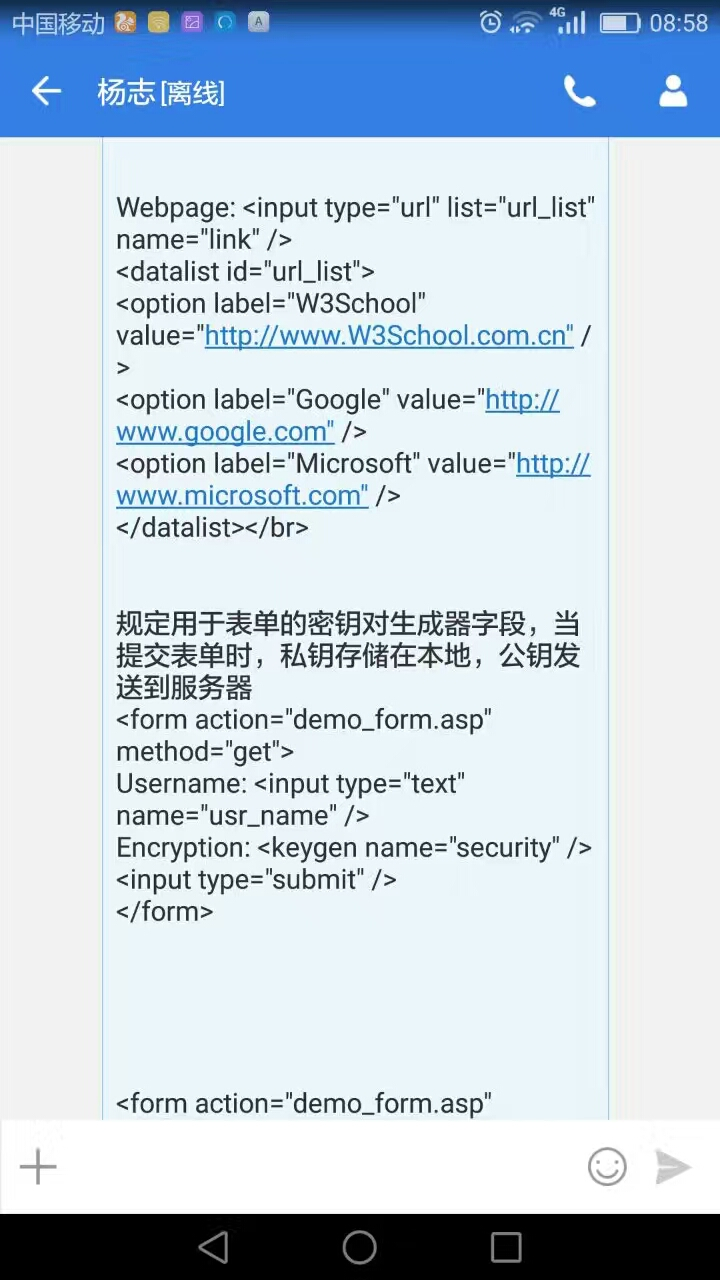 中国移动 4G 08:58
杨志[离线]
Webpage: <input type="url" list="url_list"
name="link" />
<datalist id="url_list">
<option label="W3School"
value="http://www.W3School.com.cn" /
>
<option label="Google" value="http://
www.google.com" />
<option label="Microsoft" value="http://
www.microsoft.com" />
</datalist></br>
规定用于表单的密钥对生成器字段，当
提交表单时，私钥存储在本地，公钥发
送到服务器
<form action="demo_form.asp"
method="get">
Username: <input type="text"
name="usr_name" />
Encryption: <keygen name="security" />
<input type="submit" />
</form>
<form action="demo_form.asp"